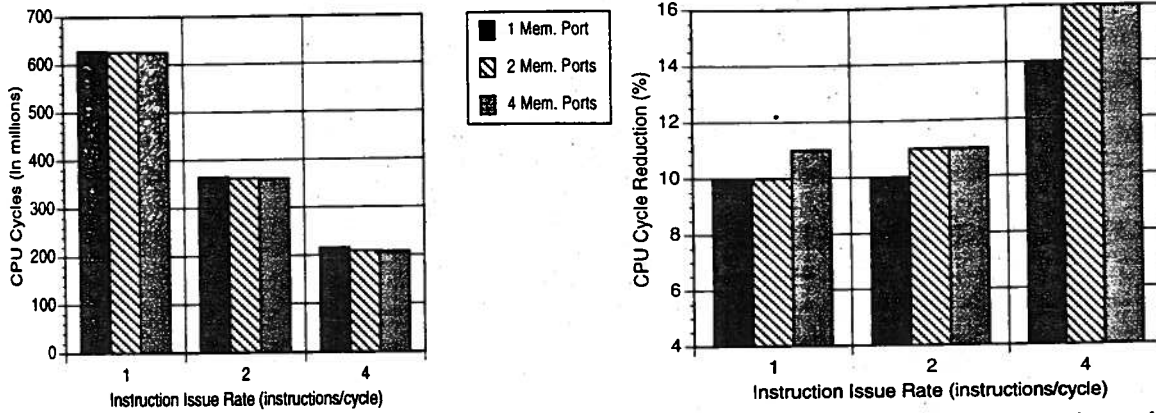 700
600
500
400
300
200
100
0
CPU Cycles (In millions)
1 2 4
Instruction Issue Rate (instructions/cycle)
1 Mem. Port
2 Mem. Ports
4 Mem. Ports
16
14
12
10
8
6
4
CPU Cycle Reduction (%)
1 2 4
Instruction Issue Rate (instructions/cycle)